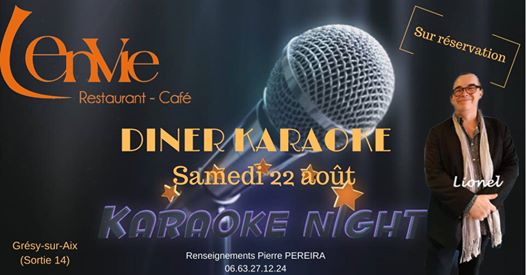 L'EnVie
Restaurant - Café
Sur réservation
DINER KARAOKE
Samedi 22 août
Lionel
KARAOKE NIGHT
Grésy-sur-Aix
(Sortie 14)
Renseignements Pierre PEREIRA
06.63.27.12.24